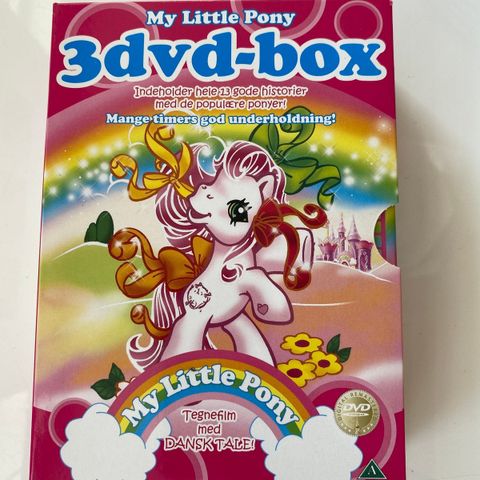 My Little Pony
3dvd-box
Indeholder hele 13 gode historier
med de populære ponyer!
Mange timers god underholdning!
My Little Pony
Tegnefilm
med
DANSK TALE!
DVD
A